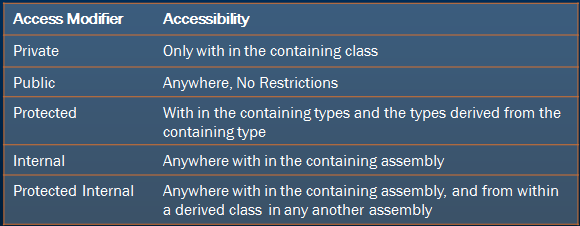 Access Modifier Accessibility
Private Only with in the containing class
Public Anywhere, No Restrictions
Protected With in the containing types and the types derived from the
containing type
Internal Anywhere with in the containing assembly
Protected Internal Anywhere with in the containing assembly, and from within
a derived class in any another assembly